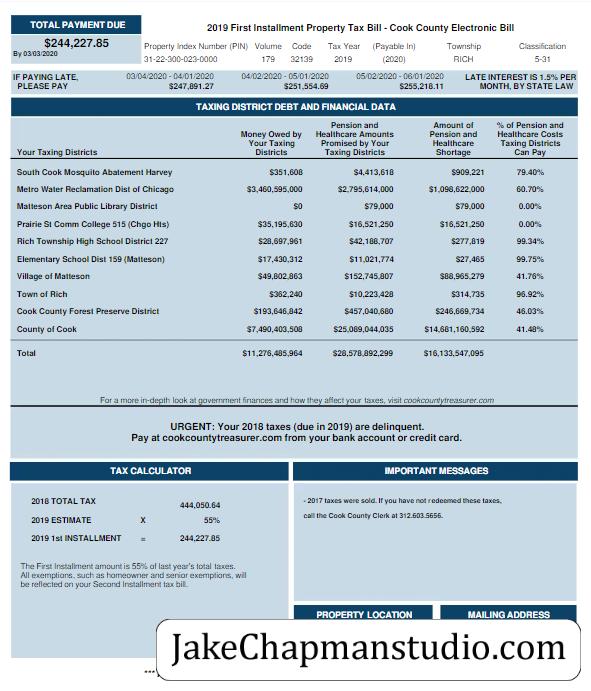 TOTAL PAYMENT DUE
$244,227.85
By 03/03/2020
2019 First Installment Property Tax Bill - Cook County Electronic Bill
Property Index Number (PIN) Volume Code Tax Year (Payable In) Township Classification
31-22-300-023-0000 179 32139 2019 (2020) RICH 5-31
IF PAYING LATE, PLEASE PAY
03/04/2020 - 04/01/2020 $247,891.27
04/02/2020 - 05/01/2020 $251,554.69
05/02/2020 - 06/01/2020 $255,218.11
LATE INTEREST IS 1.5% PER MONTH, BY STATE LAW
TAXING DISTRICT DEBT AND FINANCIAL DATA
Your Taxing Districts
Money Owed by Your Taxing Districts
Pension and Healthcare Amounts Promised by Your Taxing Districts
Amount of Pension and Healthcare Shortage
% of Pension and Healthcare Costs Taxing Districts Can Pay
South Cook Mosquito Abatement Harvey $351,608 $4,413,618 $909,221 79.40%
Metro Water Reclamation Dist of Chicago $3,460,595,000 $2,795,614,000 $1,098,622,000 60.70%
Matteson Area Public Library District $0 $79,000 $79,000 0.00%
Prairie St Comm College 515 (Chgo Hts) $35,195,630 $16,521,250 $16,521,250 0.00%
Rich Township High School District 227 $28,697,961 $42,188,707 $277,819 99.34%
Elementary School Dist 159 (Matteson) $17,430,312 $11,021,774 $27,465 99.75%
Village of Matteson $49,802,863 $152,745,807 $88,965,279 41.76%
Town of Rich $362,240 $10,223,428 $314,735 96.92%
Cook County Forest Preserve District $193,646,842 $457,040,680 $246,669,734 46.03%
County of Cook $7,490,403,508 $25,089,044,035 $14,681,160,592 41.48%
Total $11,276,485,964 $28,578,892,299 $16,133,547,095
For a more in-depth look at government finances and how they affect your taxes, visit cookcountytreasurer.com
URGENT: Your 2018 taxes (due in 2019) are delinquent.
Pay at cookcountytreasurer.com from your bank account or credit card.
TAX CALCULATOR
2018 TOTAL TAX 444,050.64
2019 ESTIMATE X 55%
2019 1st INSTALLMENT = 244,227.85
The First Installment amount is 55% of last year's total taxes.
All exemptions, such as homeowner and senior exemptions, will
be reflected on your Second Installment tax bill.
IMPORTANT MESSAGES
- 2017 taxes were sold. If you have not redeemed these taxes,
call the Cook County Clerk at 312.603.5656.
PROPERTY LOCATION
MAILING ADDRESS
JakeChapmanstudio.com
***